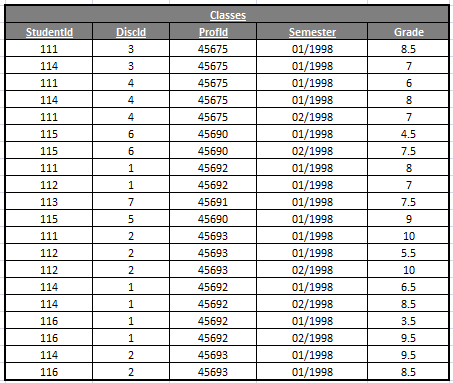 Classes
StudentId DiscId ProfId Semester Grade
111 3 45675 01/1998 8.5
114 3 45675 01/1998 7
111 4 45675 01/1998 6
114 4 45675 01/1998 8
111 4 45675 02/1998 7
115 6 45690 01/1998 4.5
115 6 45690 02/1998 7.5
111 1 45692 01/1998 8
112 1 45692 01/1998 7
113 7 45691 01/1998 7.5
115 5 45690 01/1998 9
111 2 45693 01/1998 10
112 2 45693 01/1998 5.5
112 2 45693 02/1998 10
114 1 45692 01/1998 6.5
114 1 45692 02/1998 8.5
116 1 45692 01/1998 3.5
116 1 45692 02/1998 9.5
114 2 45693 01/1998 9.5
116 2 45693 01/1998 8.5